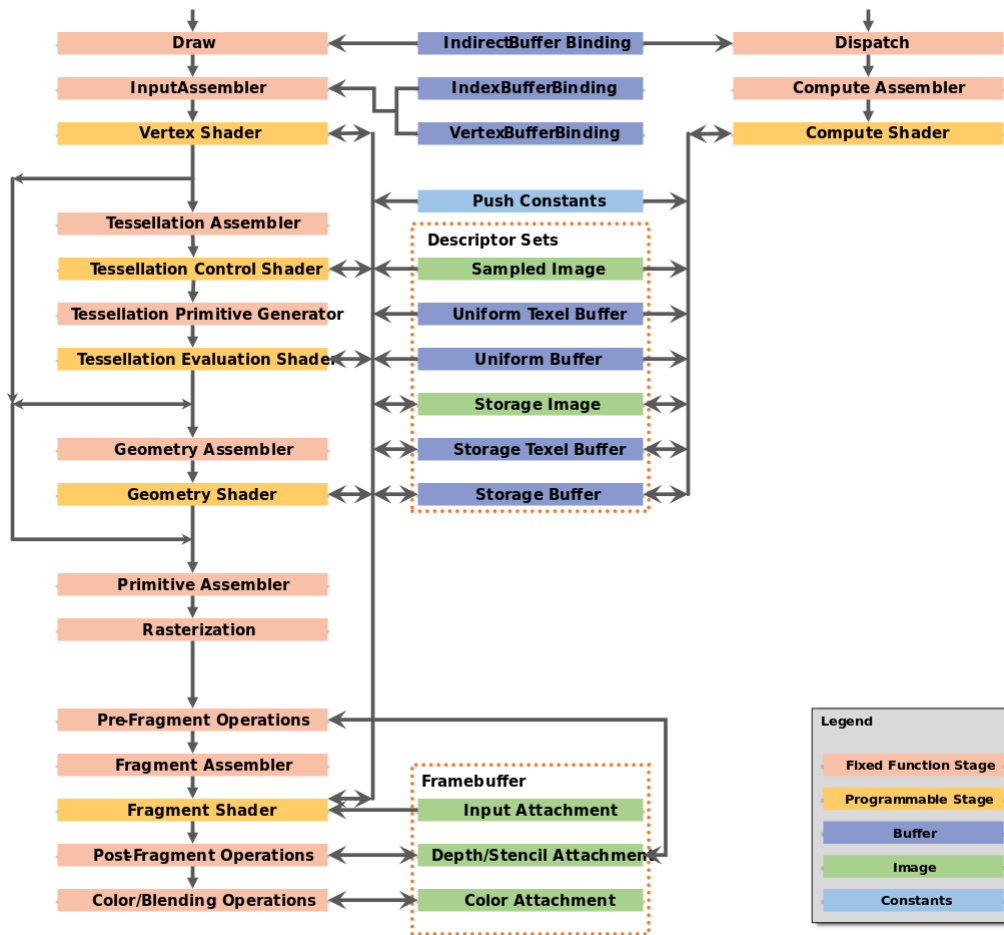 Draw
IndirectBuffer Binding
Dispatch
InputAssembler
IndexBufferBinding
Compute Assembler
Vertex Shader
VertexBufferBinding
Compute Shader
Push Constants
Tessellation Assembler
Descriptor Sets
Tessellation Control Shader
Sampled Image
Tessellation Primitive Generator
Uniform Texel Buffer
Tessellation Evaluation Shader
Uniform Buffer
Storage Image
Geometry Assembler
Storage Texel Buffer
Geometry Shader
Storage Buffer
Primitive Assembler
Rasterization
Pre-Fragment Operations
Legend
Fragment Assembler
Framebuffer
Fixed Function Stage
Fragment Shader
Input Attachment
Programmable Stage
Buffer
Post-Fragment Operations
Depth/Stencil Attachment
Image
Color/Blending Operations
Color Attachment
Constants